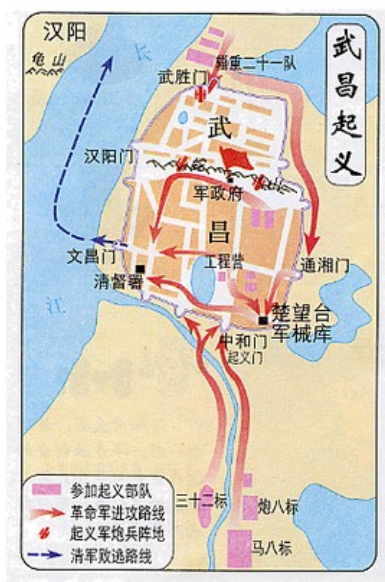 武昌起义
汉阳
龟山
长
江
辎重二十一队
武胜门
武
昌
汉阳门
军政府
文昌门
工程营
通湘门
清督署
楚望台
军械库
中和门
起义门
三十二标
炮八标
马八标
参加起义部队
革命军进攻路线
起义军炮兵阵地
清军败逃路线